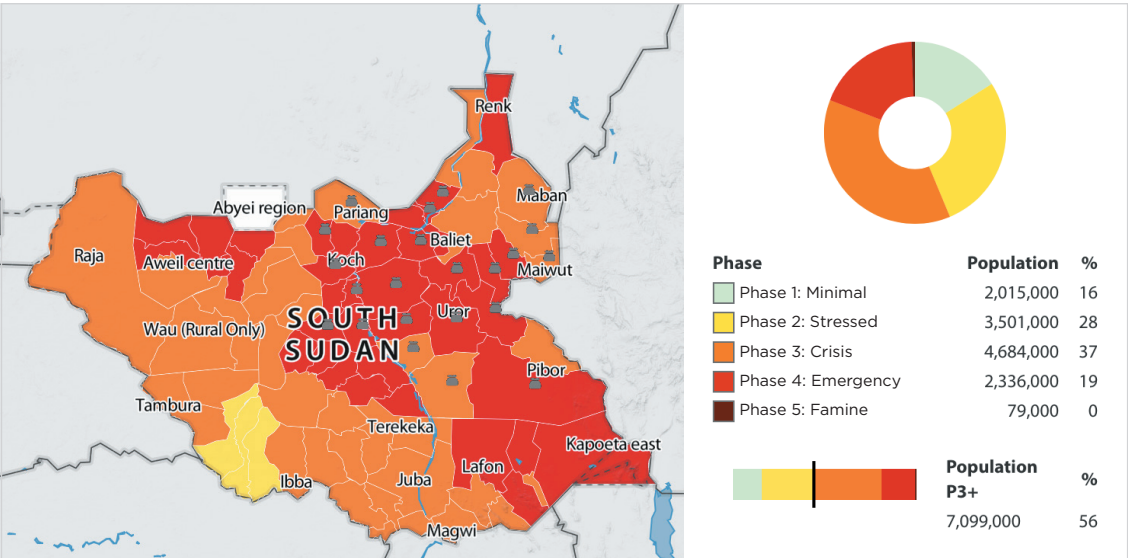 Renk
Maban
Abyei region
Pariang
Baliet
Raja
Aweil centre
Koch
Maiwut
Uror
SOUTH
Wau (Rural Only)
SUDAN
Pibor
Tambura
Terekeka
Kapoeta east
Lafon
Ibba
Juba
Magwi
Phase Population %
Phase 1: Minimal 2,015,000 16
Phase 2: Stressed 3,501,000 28
Phase 3: Crisis 4,684,000 37
Phase 4: Emergency 2,336,000 19
Phase 5: Famine 79,000 0
Population
P3+ %
7,099,000 56